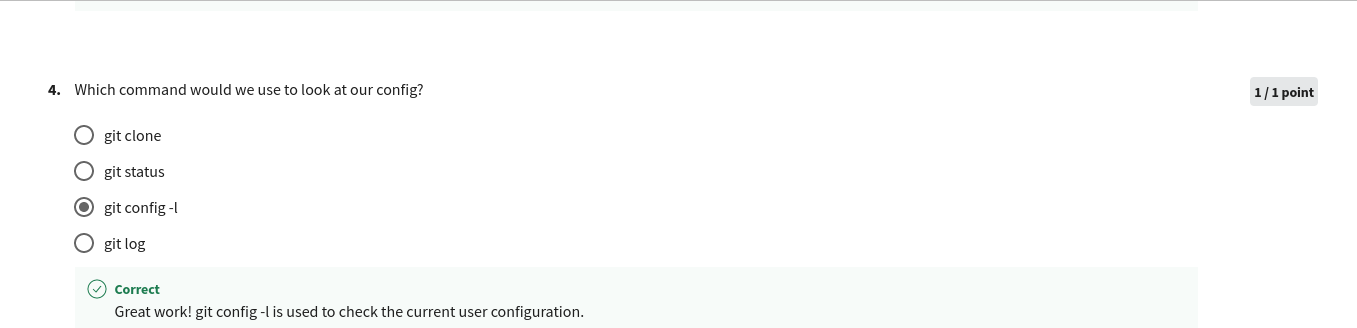 4. Which command would we use to look at our config?
1 / 1 point
git clone
git status
git config -l
git log
Correct
Great work! git config -l is used to check the current user configuration.